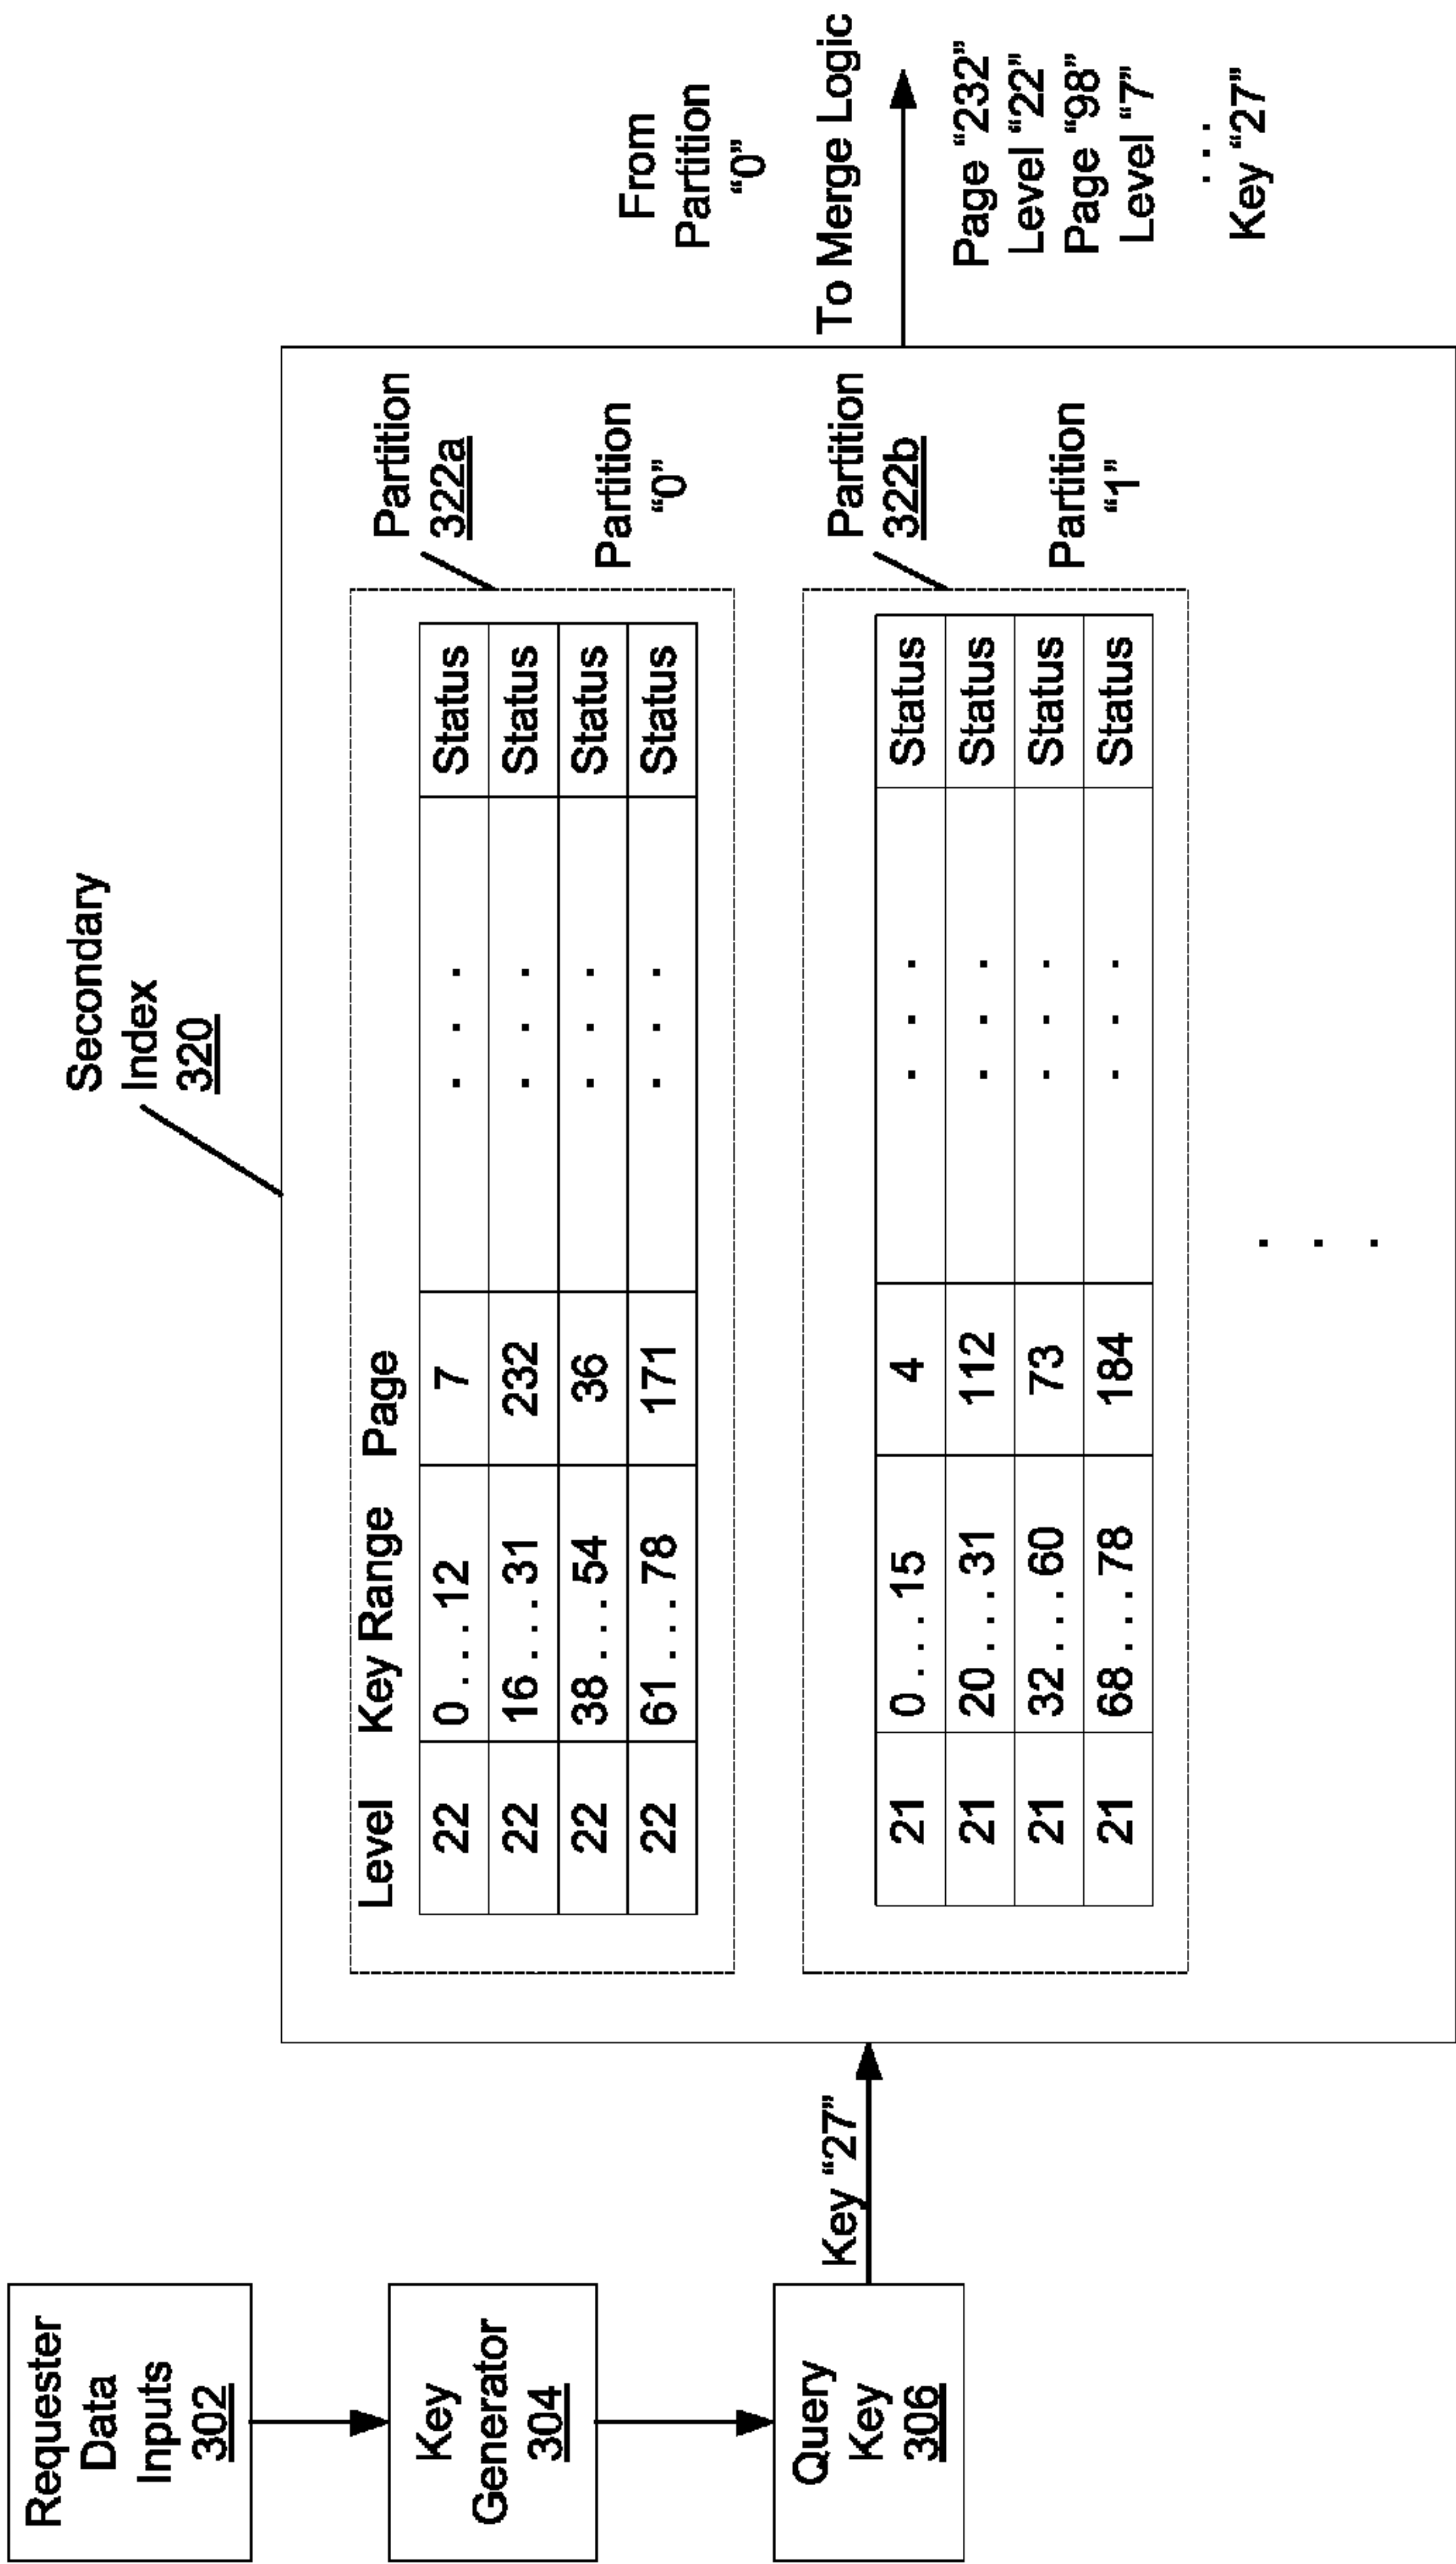 Secondary
Index
320
Requester
Data
Inputs
302
Key
Generator
304
Query
Key
306
Key “27”
Level Key Range Page
22 0 . . . 12 7 . . . Status
22 16 . . . 31 232 . . . Status
22 38 . . . 54 36 . . . Status
22 61 . . . 78 171 . . . Status
Partition
322a
Partition
“0”
21 0 . . . 15 4 . . . Status
21 20 . . . 31 112 . . . Status
21 32 . . . 60 73 . . . Status
21 68 . . . 78 184 . . . Status
Partition
322b
Partition
“1”
. . .
From
Partition
“0”
To Merge Logic
Page “232”
Level “22”
Page “98”
Level “7”
. . .
Key “27”